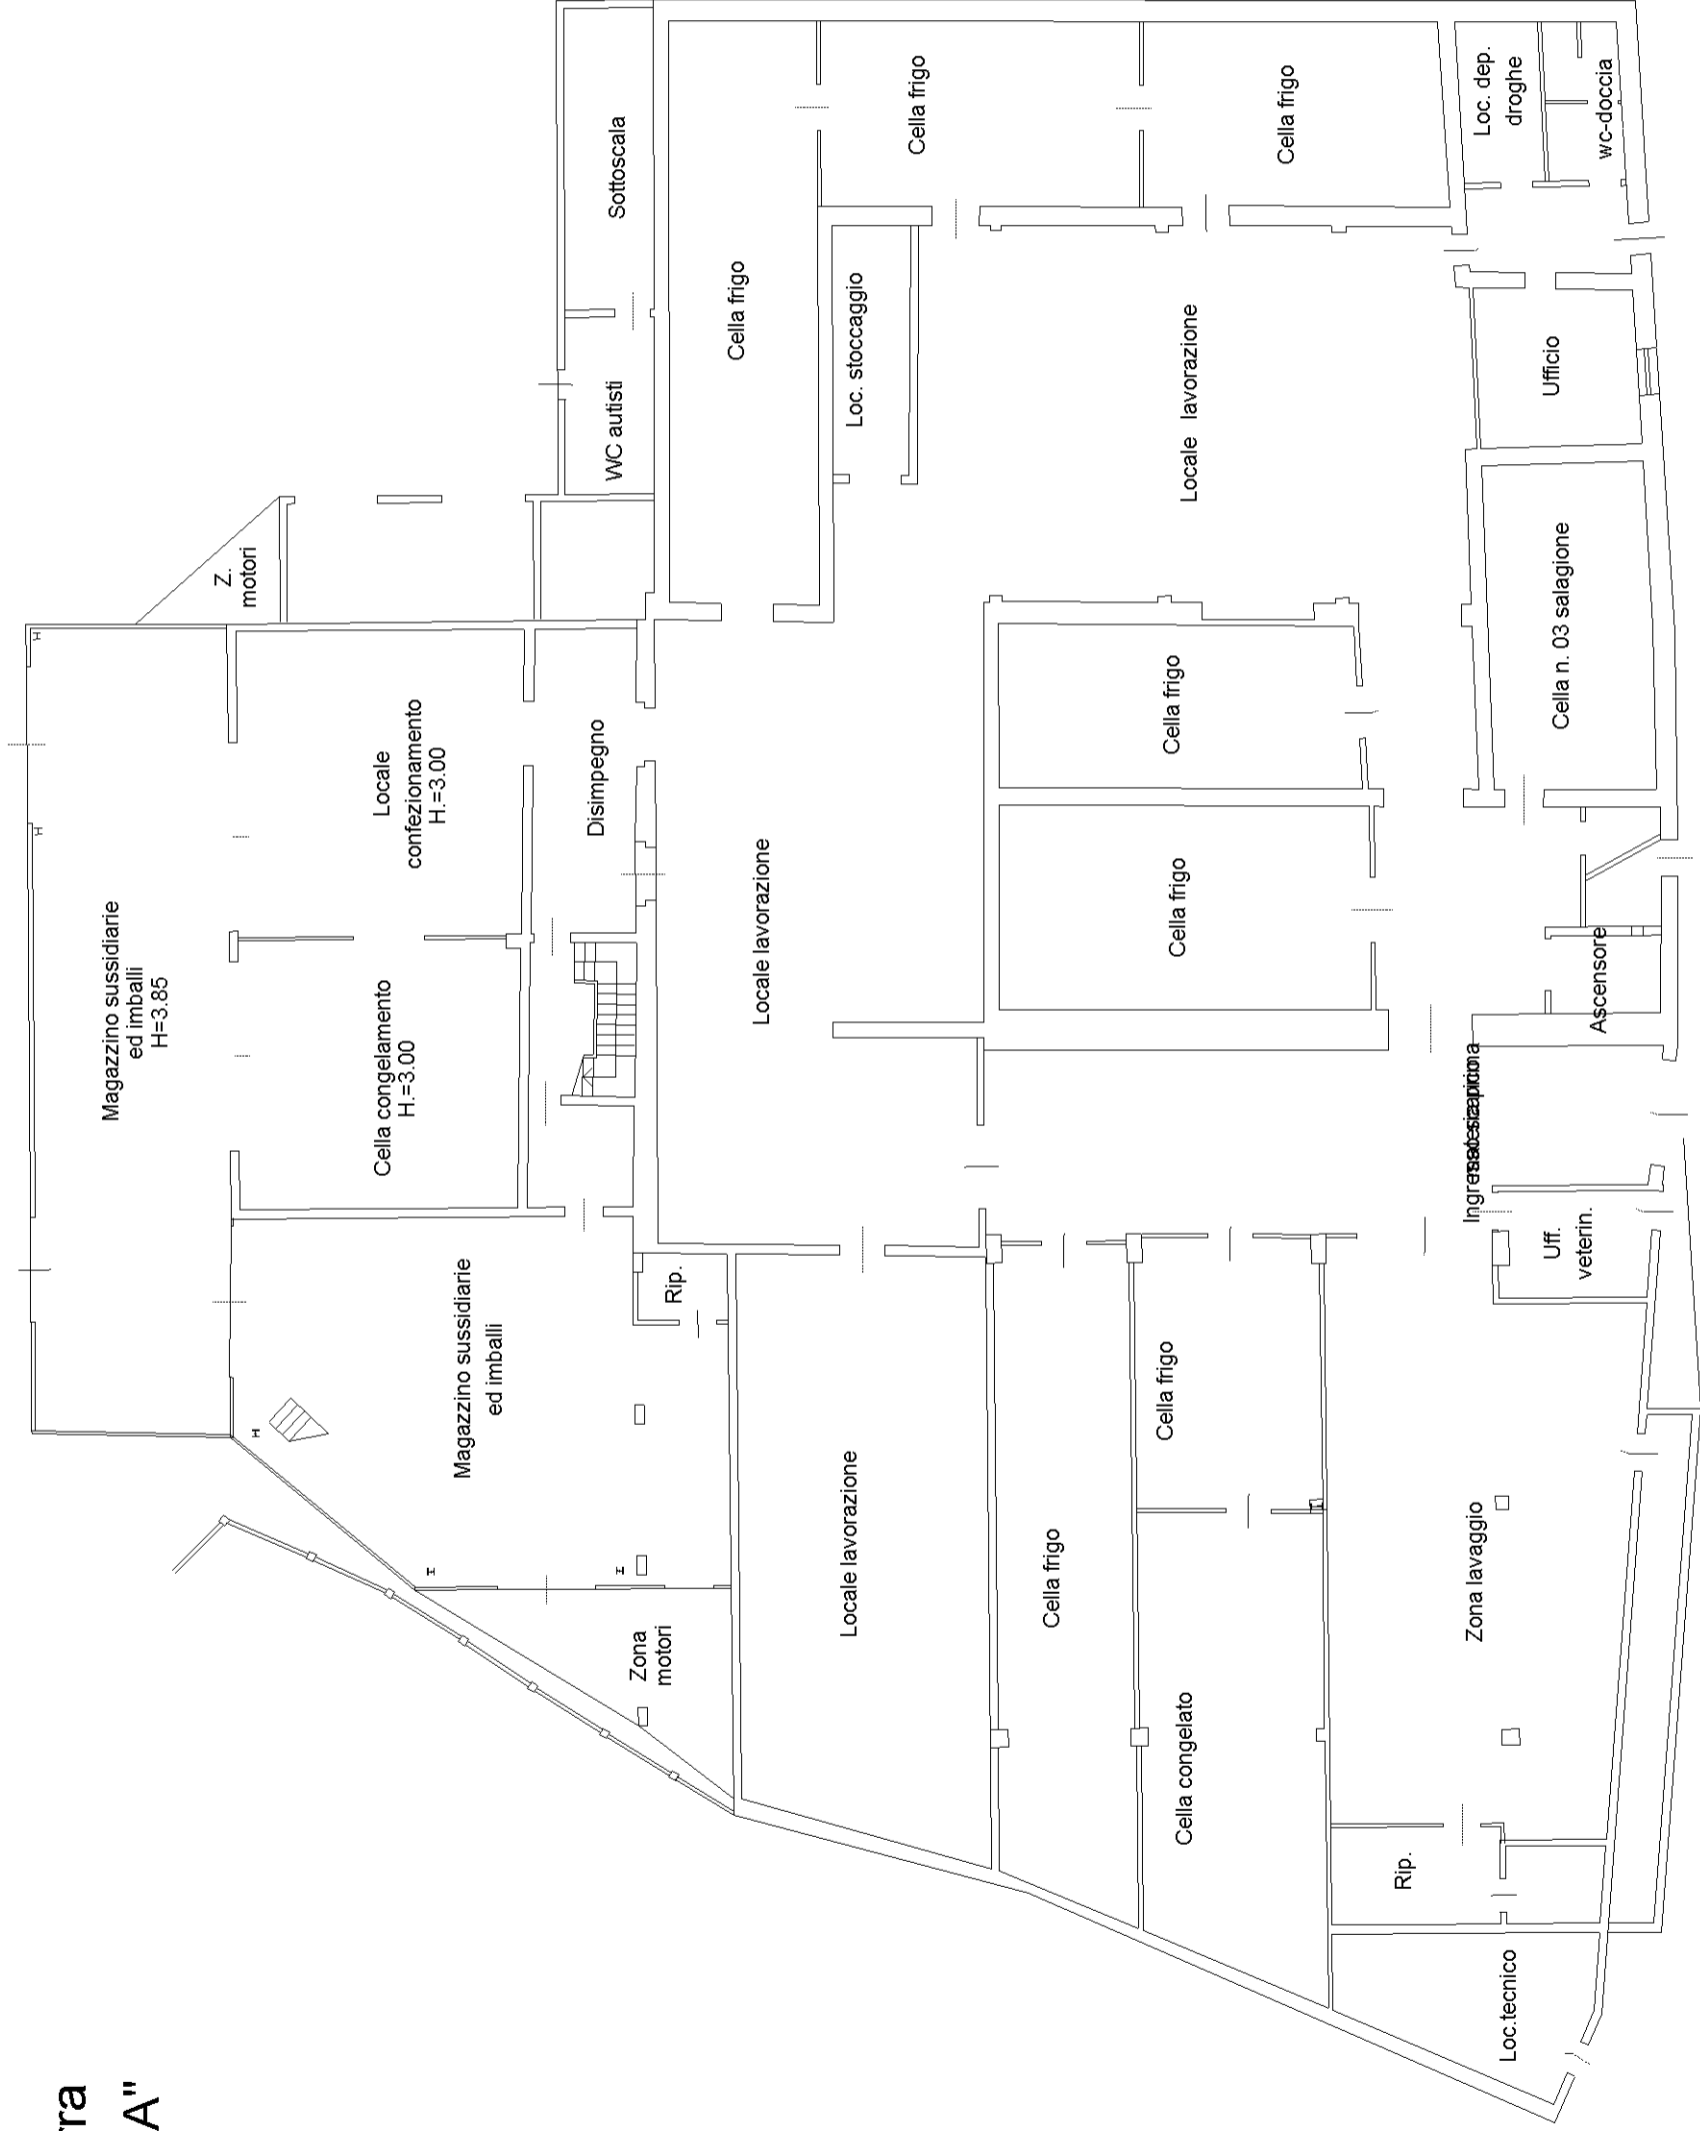 rra
A"
Magazzino sussidiarie
ed imballi
H=3.85
Z.
motori
Locale
confezionamento
H.=3.00
Cella congelamento
H.=3.00
Magazzino sussidiarie
ed imballi
Disimpegno
WC autisti
Sottoscala
Rip.
Zona
motori
Cella frigo
Loc. stoccaggio
Locale lavorazione
Locale lavorazione
Cella frigo
Cella frigo
Locale lavorazione
Cella frigo
Cella frigo
Cella frigo
Cella frigo
Cella congelato
Loc. dep.
droghe
wc-doccia
Ufficio
Cella n. 03 salagione
Ascensore
Uff.
veterin.
Zona lavaggio
Rip.
Loc.tecnico